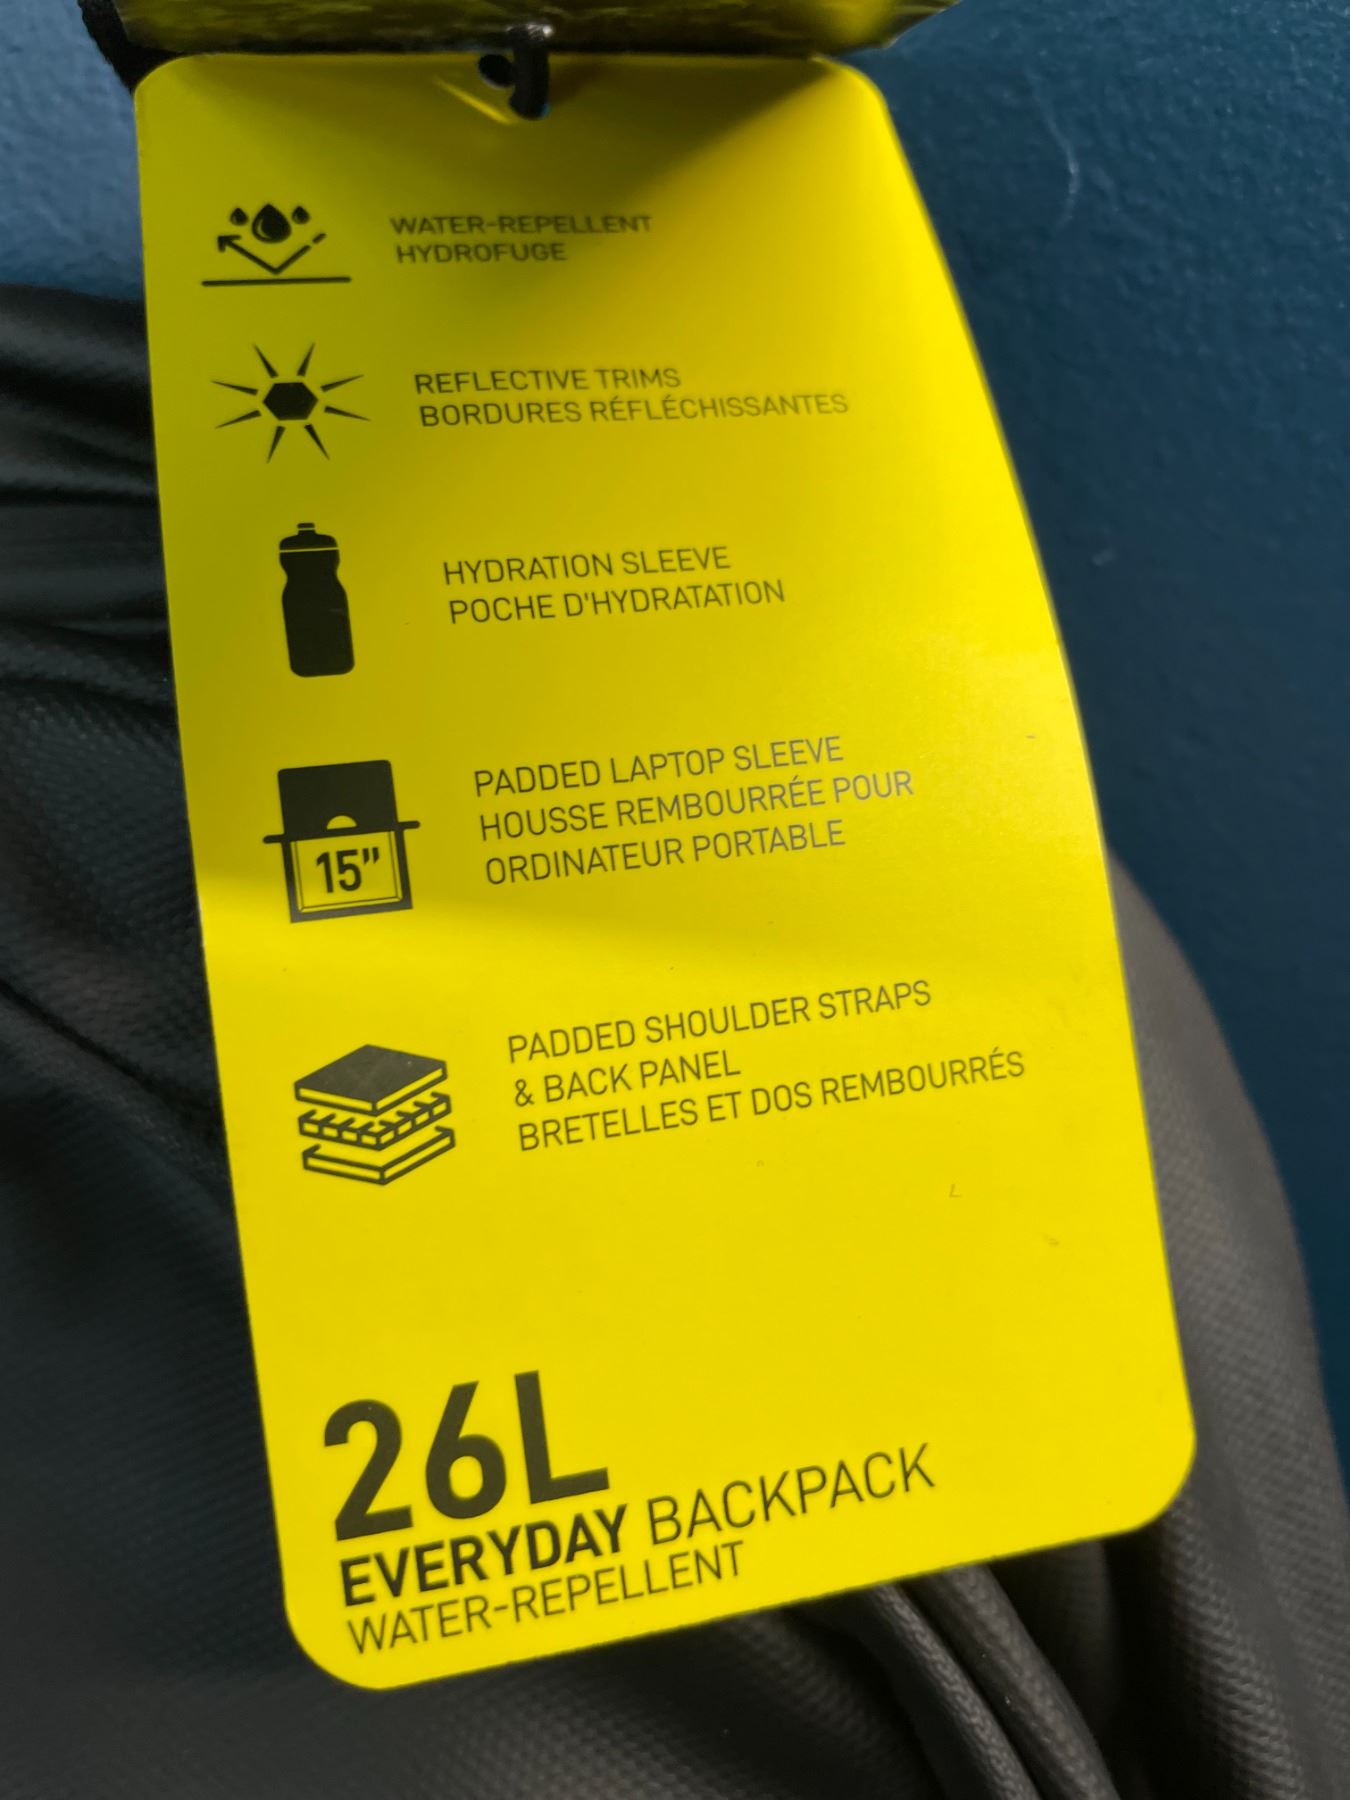 WATER-REPELLENT
HYDROFUGE
REFLECTIVE TRIMS
BORDURES RÉFLÉCHISSANTES
HYDRATION SLEEVE
POCHE D'HYDRATATION
PADDED LAPTOP SLEEVE
HOUSSE REMBOURRÉE POUR
ORDINATEUR PORTABLE
15”
PADDED SHOULDER STRAPS
& BACK PANEL
BRETELLES ET DOS REMBOURRÉS
26L
EVERYDAY BACKPACK
WATER-REPELLENT